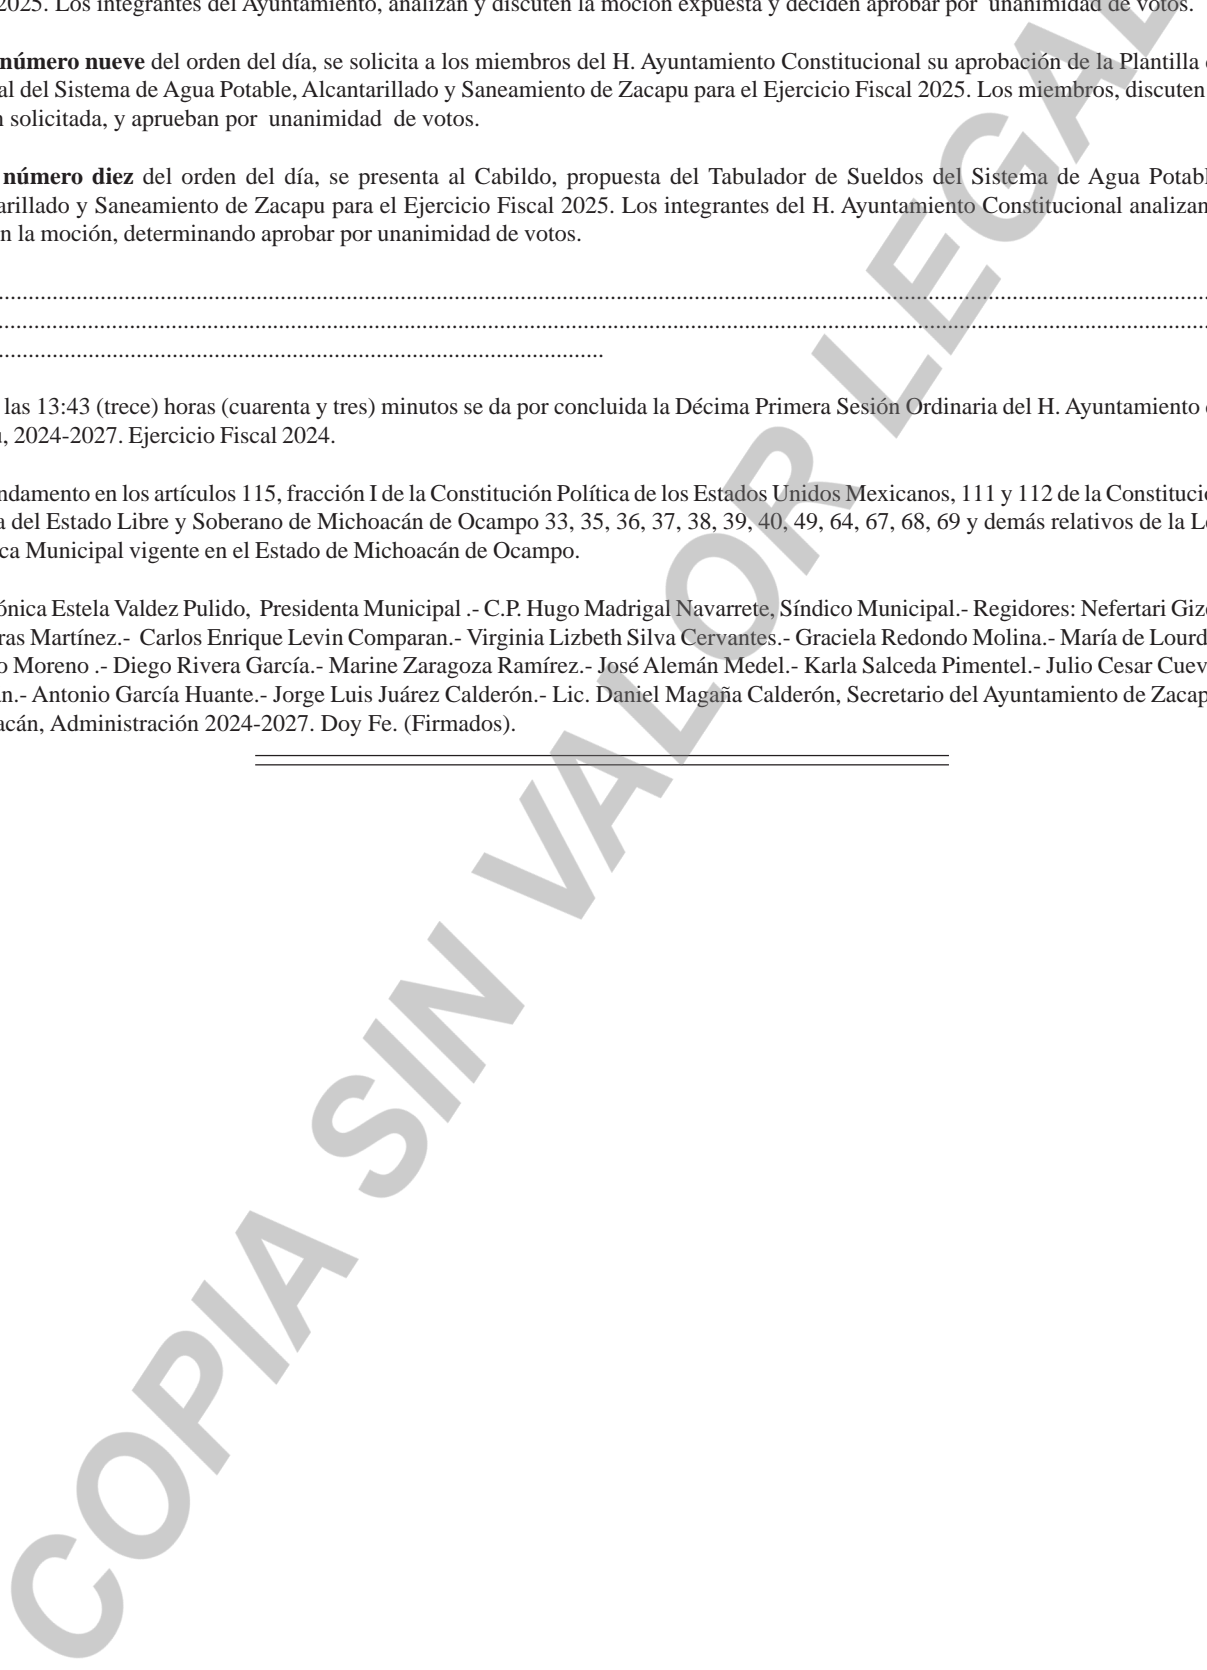 2025. Los integrantes del Ayuntamiento, analizan y discuten la moción expuesta y deciden aprobar por unanimidad de votos.
número nueve del orden del día, se solicita a los miembros del H. Ayuntamiento Constitucional su aprobación de la Plantilla
al del Sistema de Agua Potable, Alcantarillado y Saneamiento de Zacapu para el Ejercicio Fiscal 2025. Los miembros, discuten
n solicitada, y aprueban por unanimidad de votos.
número diez del orden del día, se presenta al Cabildo, propuesta del Tabulador de Sueldos del Sistema de Agua Potabl
arillado y Saneamiento de Zacapu para el Ejercicio Fiscal 2025. Los integrantes del H. Ayuntamiento Constitucional analizan
n la moción, determinando aprobar por unanimidad de votos.
las 13:43 (trece) horas (cuarenta y tres) minutos se da por concluida la Décima Primera Sesión Ordinaria del H. Ayuntamiento
u, 2024-2027. Ejercicio Fiscal 2024.
ndamento en los artículos 115, fracción I de la Constitución Política de los Estados Unidos Mexicanos, 111 y 112 de la Constituci
a del Estado Libre y Soberano de Michoacán de Ocampo 33, 35, 36, 37, 38, 39, 40, 49, 64, 67, 68, 69 y demás relativos de la L
ca Municipal vigente en el Estado de Michoacán de Ocampo.
ónica Estela Valdez Pulido, Presidenta Municipal .- C.P. Hugo Madrigal Navarrete, Síndico Municipal.- Regidores: Nefertari Giz
ras Martínez.- Carlos Enrique Levin Comparan.- Virginia Lizbeth Silva Cervantes.- Graciela Redondo Molina.- María de Lourd
o Moreno .- Diego Rivera García.- Marine Zaragoza Ramírez.- José Alemán Medel.- Karla Salceda Pimentel.- Julio Cesar Cuev
án.- Antonio García Huante.- Jorge Luis Juárez Calderón.- Lic. Daniel Magaña Calderón, Secretario del Ayuntamiento de Zacap
acán, Administración 2024-2027. Doy Fe. (Firmados).
COPIA SIN VALOR LEGAL